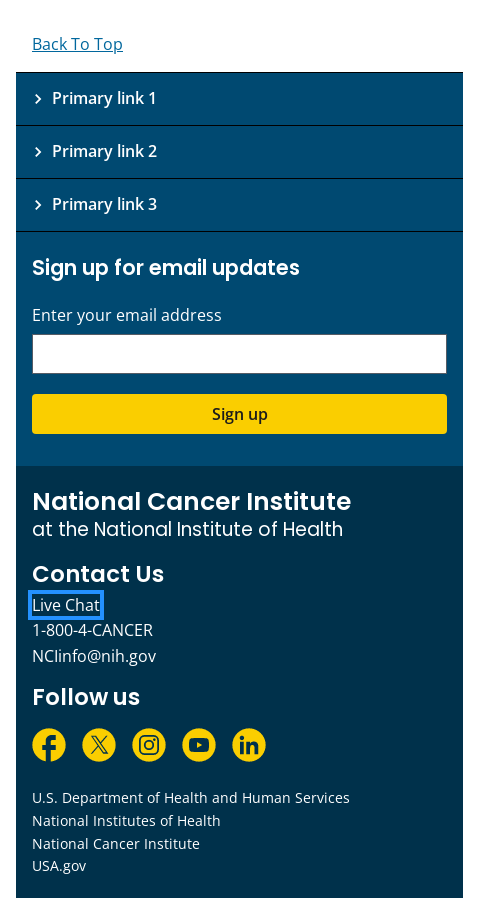 Back To Top
Primary link 1
Primary link 2
Primary link 3
Sign up for email updates
Enter your email address
Sign up
National Cancer Institute
at the National Institute of Health
Contact Us
Live Chat
1-800-4-CANCER
NCIinfo@nih.gov
Follow us
U.S. Department of Health and Human Services
National Institutes of Health
National Cancer Institute
USA.gov